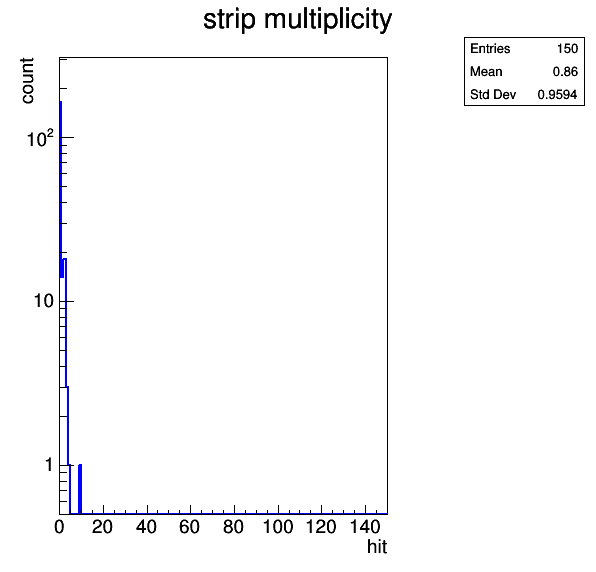 strip multiplicity
Entries 150
Mean 0.86
Std Dev 0.9594
count
10²
10
1
0 20 40 60 80 100 120 140
hit